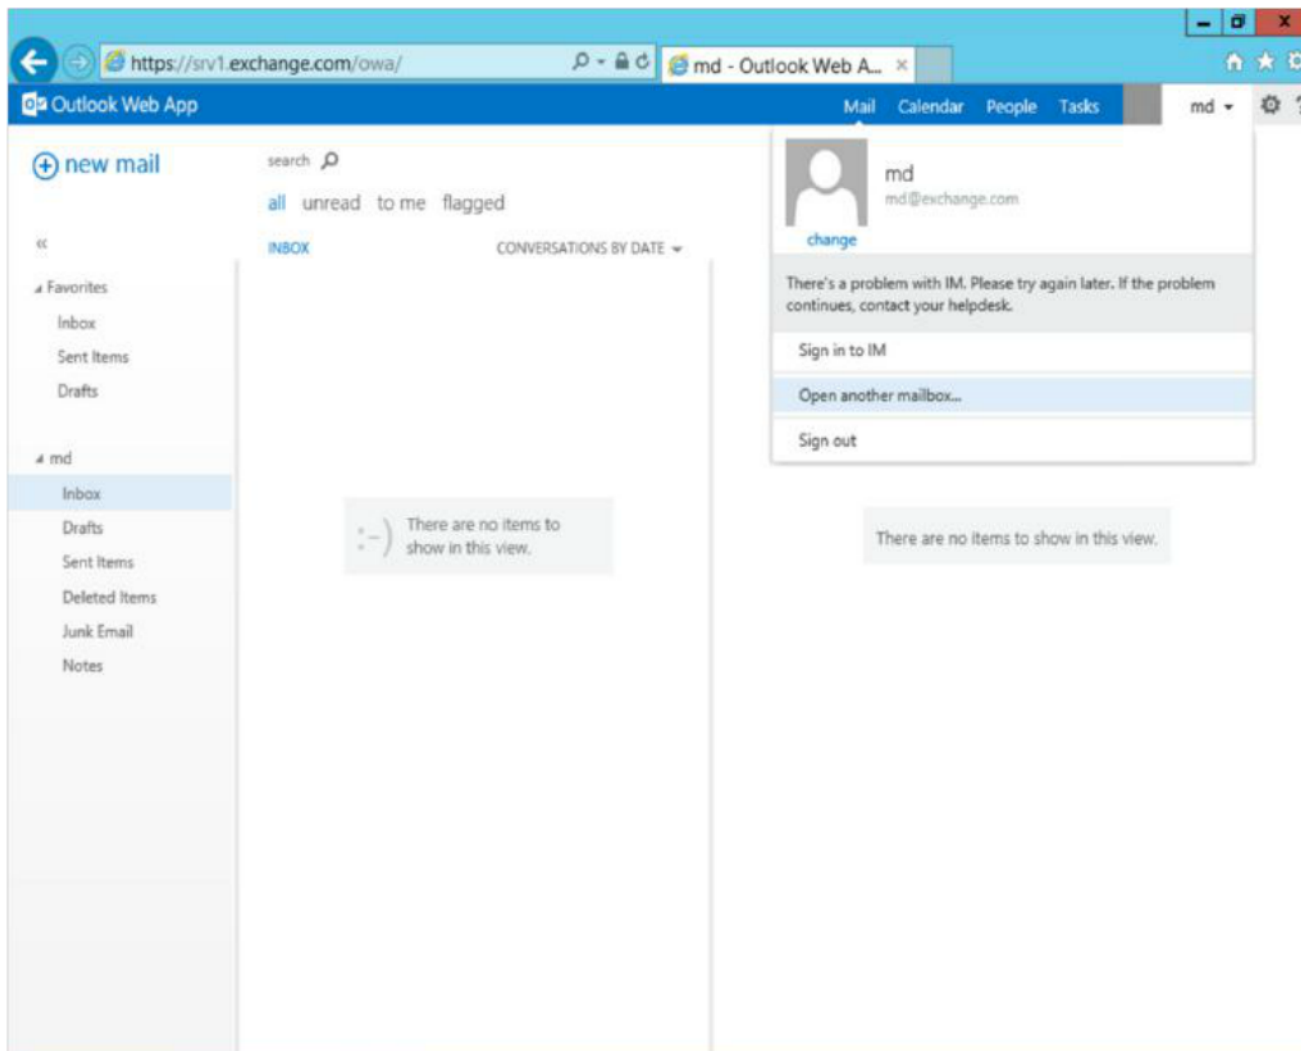 https://srv1.exchange.com/owa/
md - Outlook Web A...
Outlook Web App
Mail Calendar People Tasks
md
new mail
search
all unread to me flagged
INBOX
CONVERSATIONS BY DATE
Favorites
Inbox
Sent Items
Drafts
md
Inbox
Drafts
Sent Items
Deleted Items
Junk Email
Notes
:-)
There are no items to
show in this view.
md
md@exchange.com
change
There's a problem with IM. Please try again later. If the problem
continues, contact your helpdesk.
Sign in to IM
Open another mailbox...
Sign out
There are no items to show in this view.